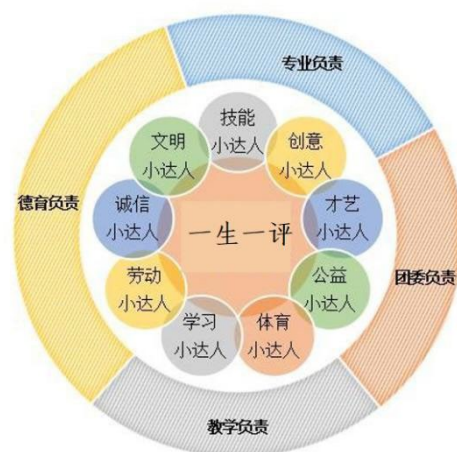 专业负责
技能
小达人
文明
小达人
创意
小达人
德育负责
诚信
小达人
一生一评
才艺
小达人
团委负责
劳动
小达人
公益
小达人
学习
小达人
体育
小达人
教学负责